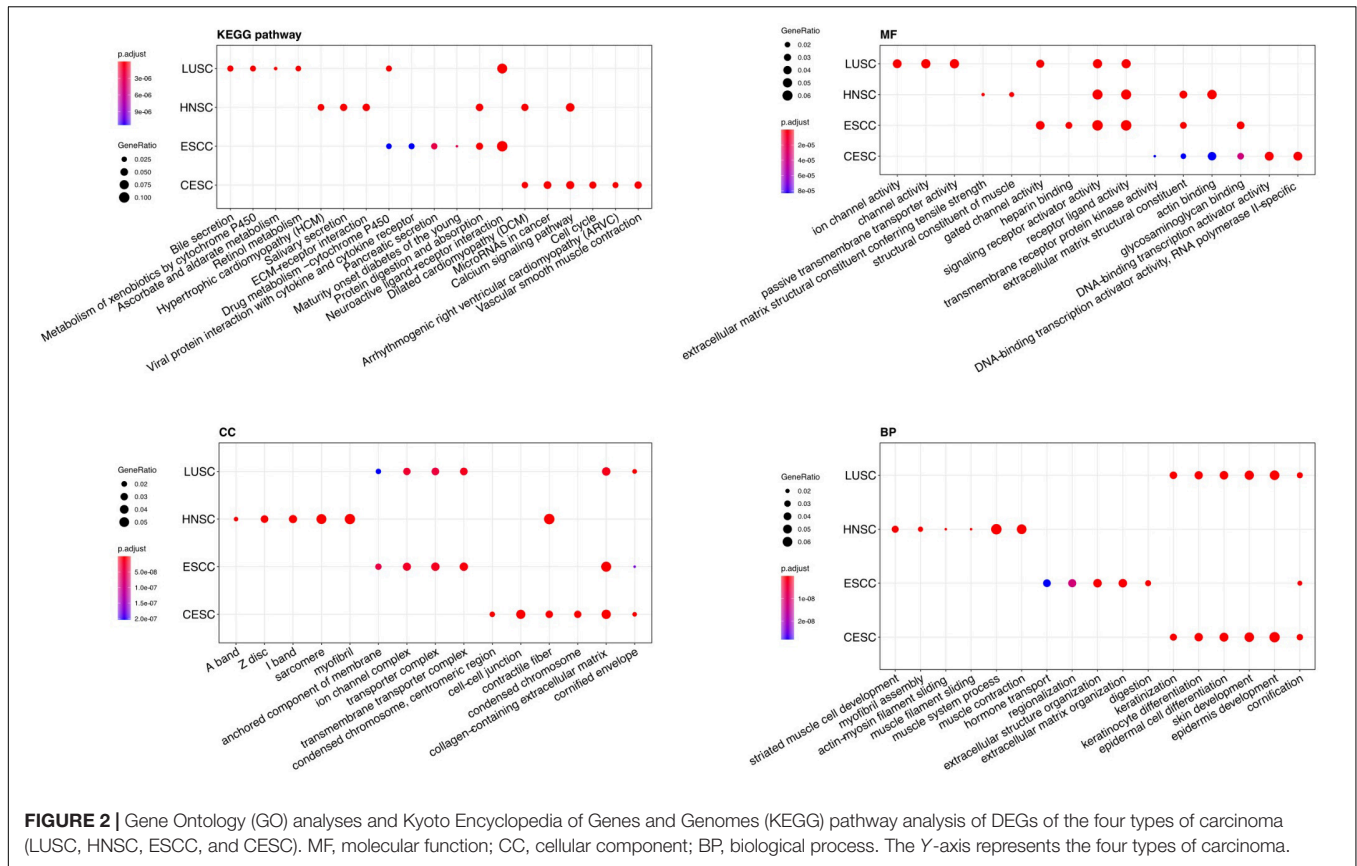 KEGG pathway
p.adjust
3e-06
6e-06
9e-06
GeneRatio
0.025
0.050
0.075
0.100
LUSC
HNSC
ESCC
CESC
Bile secretion
Metabolism of xenobiotics by cytochrome P450
Ascorbate and aldarate metabolism
Retinol metabolism
Hypertrophic cardiomyopathy (HCM)
Salivary secretion
ECM-receptor interaction
Drug metabolism -cytochrome P450
Viral protein interaction with cytokine and cytokine receptor
Pancreatic secretion
Maturity onset diabetes of the young
Protein digestion and absorption
Neuroactive ligand-receptor interaction
Dilated cardiomyopathy (DCM)
MicroRNAs in cancer
Calcium signaling pathway
Cell cycle
Arrhythmogenic right ventricular cardiomyopathy (ARVC)
Vascular smooth muscle contraction
MF
GeneRatio
0.02
0.03
0.04
0.05
0.06
p.adjust
2e-05
4e-05
6e-05
8e-05
LUSC
HNSC
ESCC
CESC
ion channel activity
channel activity
passive transmembrane transporter activity
extracellular matrix structural constituent conferring tensile strength
structural constituent of muscle
gated channel activity
heparin binding
signaling receptor activator activity
receptor ligand activity
transmembrane receptor protein kinase activity
extracellular matrix structural constituent
actin binding
glycosaminoglycan binding
DNA-binding transcription activator activity
DNA-binding transcription activator activity, RNA polymerase II-specific
CC
GeneRatio
0.02
0.03
0.04
0.05
p.adjust
5.0e-08
1.0e-07
1.5e-07
2.0e-07
LUSC
HNSC
ESCC
CESC
A band
Z disc
I band
sarcomere
myofibril
anchored component of membrane
ion channel complex
transporter complex
transmembrane transporter complex
condensed chromosome, centromeric region
cell-cell junction
contractile fiber
condensed chromosome
collagen-containing extracellular matrix
cornified envelope
BP
GeneRatio
0.02
0.03
0.04
0.05
0.06
p.adjust
1e-08
2e-08
LUSC
HNSC
ESCC
CESC
striated muscle cell development
myofibril assembly
actin-myosin filament sliding
muscle filament sliding
muscle system process
muscle contraction
hormone transport
regionalization
extracellular structure organization
extracellular matrix organization
digestion
keratinization
keratinocyte differentiation
epidermal cell differentiation
skin development
epidermis development
cornification
FIGURE 2 | Gene Ontology (GO) analyses and Kyoto Encyclopedia of Genes and Genomes (KEGG) pathway analysis of DEGs of the four types of carcinoma
(LUSC, HNSC, ESCC, and CESC). MF, molecular function; CC, cellular component; BP, biological process. The Y-axis represents the four types of carcinoma.